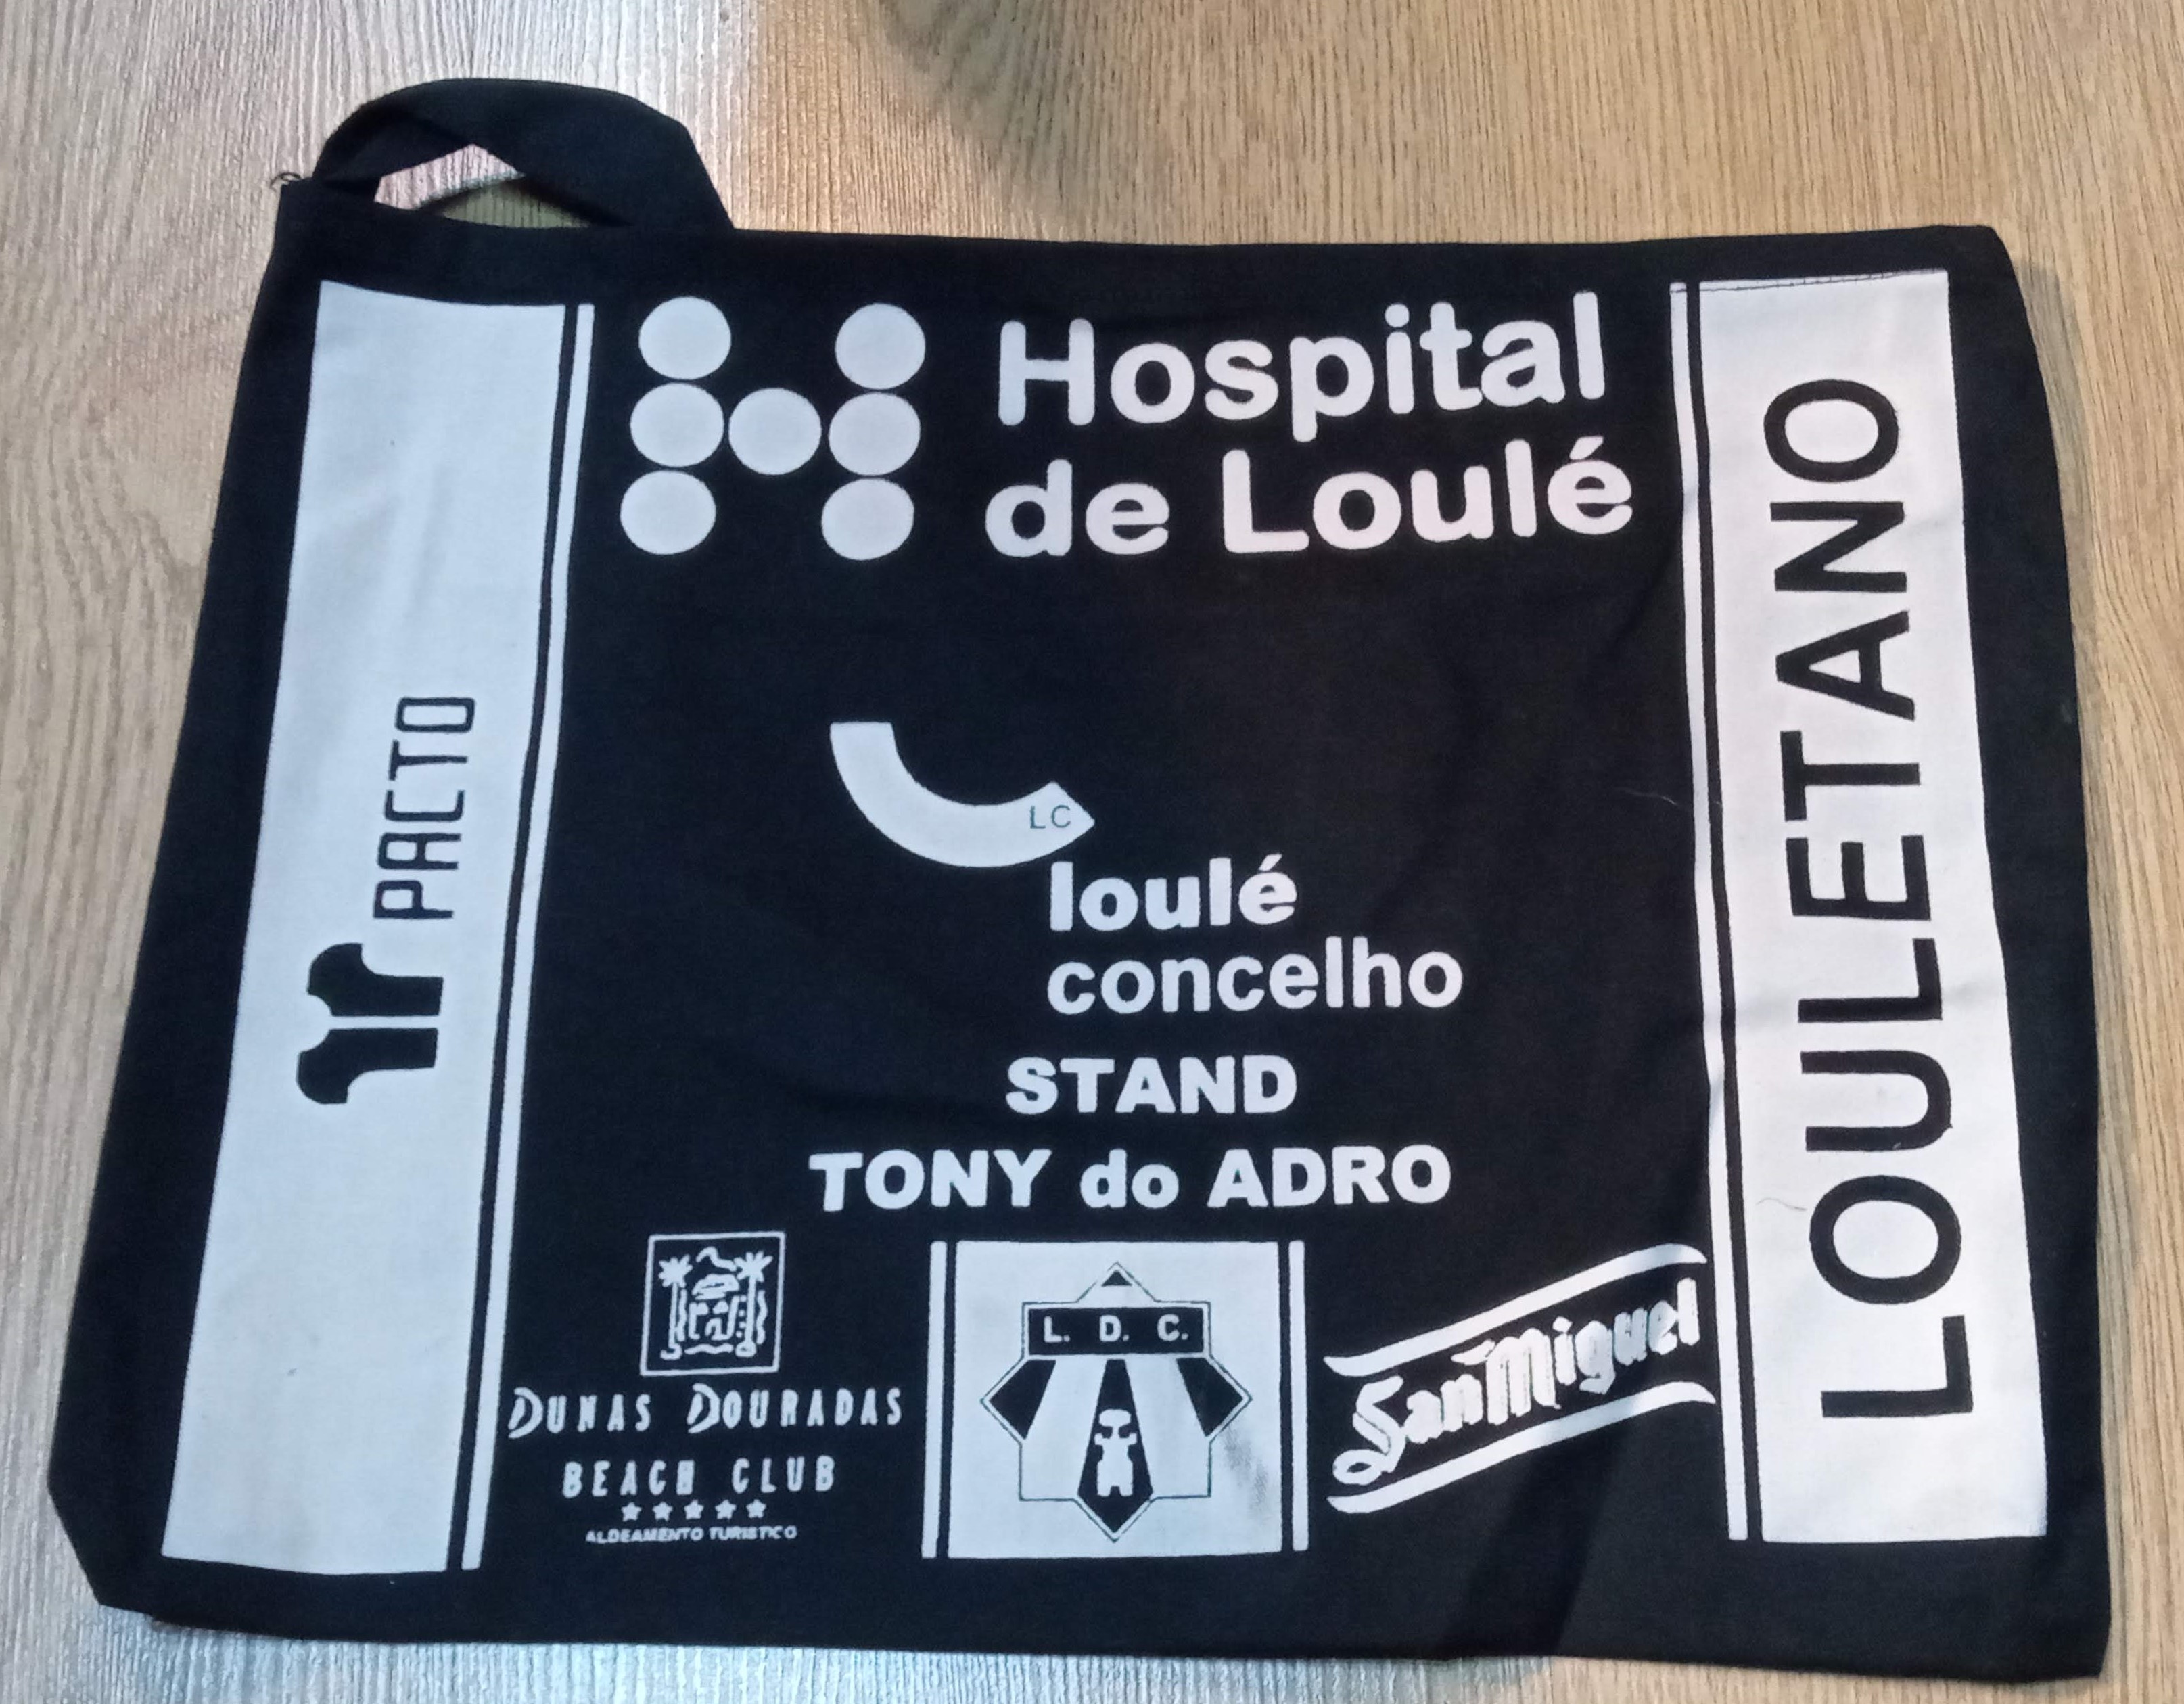 PACTO
Hospital
de Loulé
LC
loulé
concelho
STAND
TONY do ADRO
DUNAS DOURADAS
BEACH CLUB
ALDEAMENTO TURISTICO
L. D. C.
San Miguel
LOULETANO